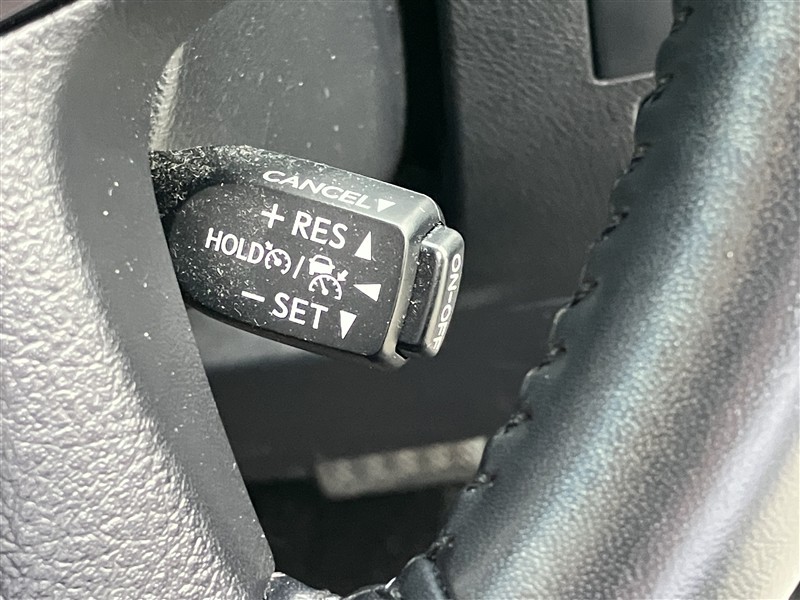 CANCEL▼
+ RES ▲
HOLD /
− SET ▼
ON-OFF